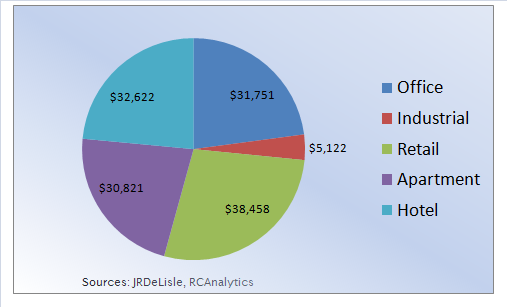 $32,622
$31,751
$5,122
$30,821
$38,458
Office
Industrial
Retail
Apartment
Hotel
Sources: JRDeLisle, RCAnalytics